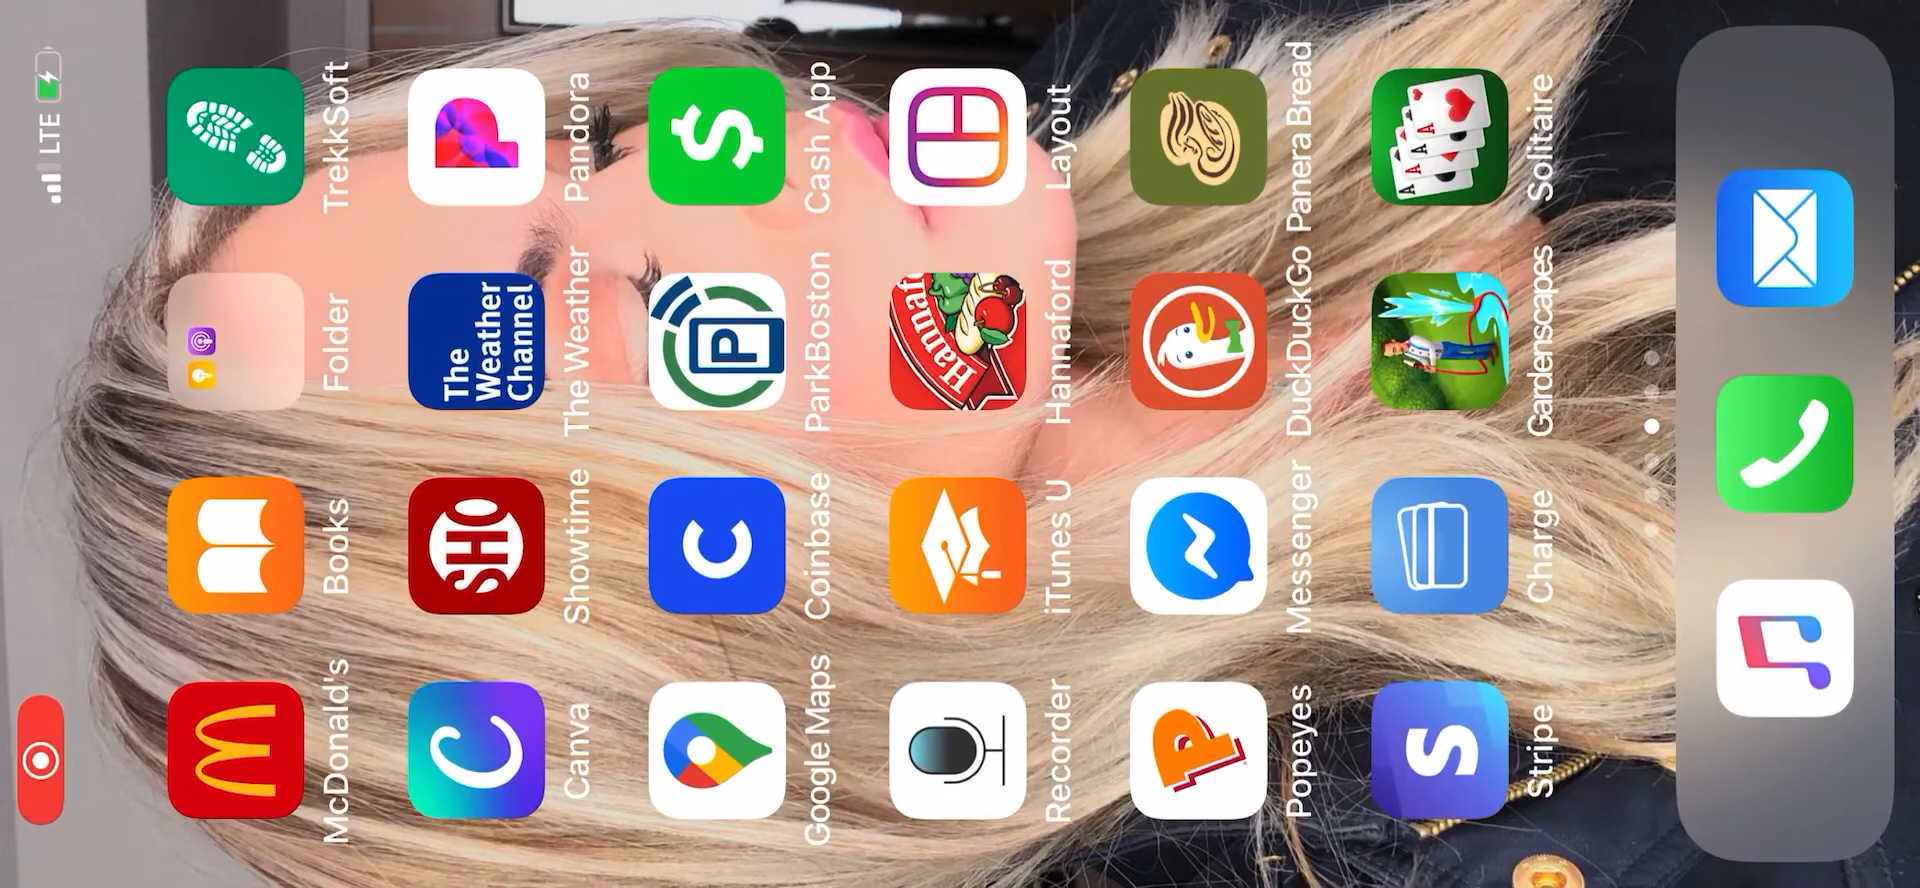 LTE
McDonald's
Books
Folder
TrekkSoft
Canva
SHO
Showtime
The
Weather
Channel
The Weather
Pandora
Google Maps
Coinbase
P
ParkBoston
$
Cash App
Recorder
iTunes U
Hannaf
Hannaford
Layout
P
Popeyes
Messenger
DuckDuckGo
Panera Bread
S
Stripe
Charge
Gardenscapes
A
A
A
A
Solitaire